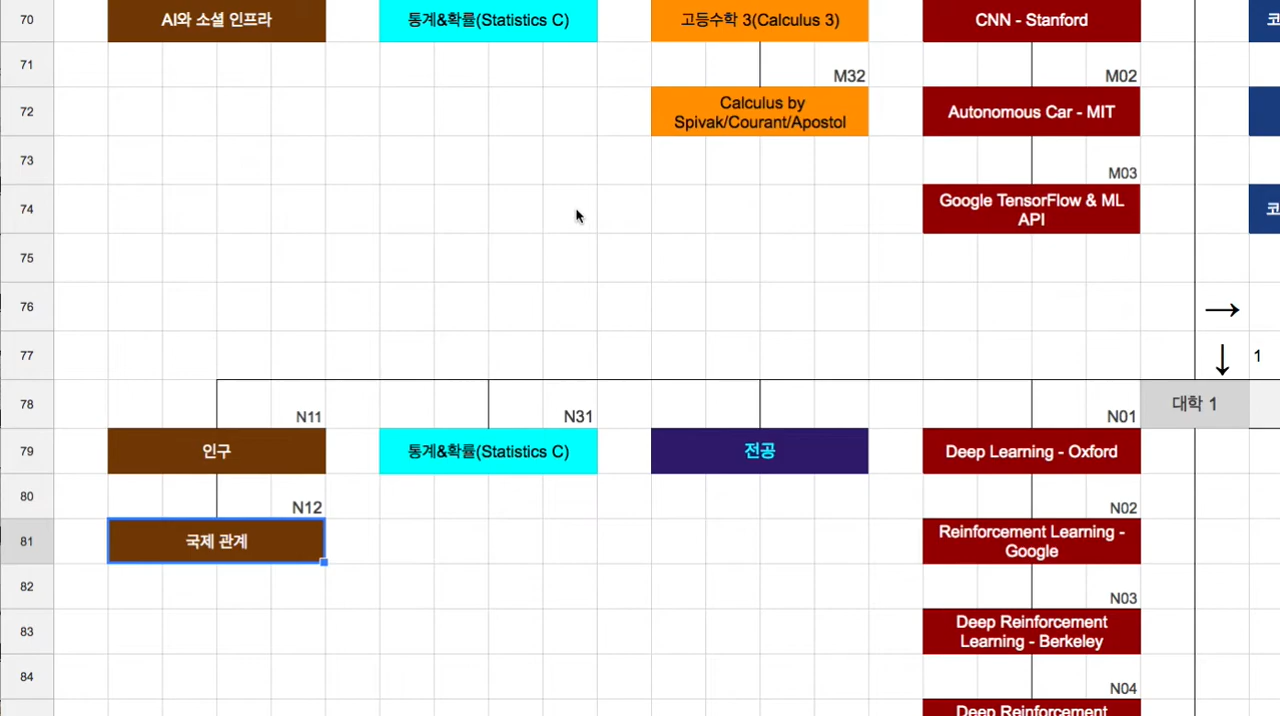 70
AI와 소셜 인프라
통계&확률(Statistics C)
고등수학 3(Calculus 3)
CNN - Stanford
코
71
M32
M02
72
Calculus by
Spivak/Courant/Apostol
Autonomous Car - MIT
73
M03
74
Google TensorFlow & ML
API
코
75
76
→
77
↓
1
78
N11
N31
N01
대학 1
79
인구
통계&확률(Statistics C)
전공
Deep Learning - Oxford
80
N12
N02
81
국제 관계
Reinforcement Learning -
Google
82
N03
83
Deep Reinforcement
Learning - Berkeley
84
N04
Deep Reinforcement